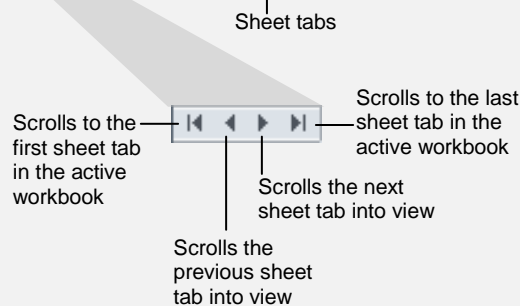 Sheet tabs
Scrolls to the
first sheet tab
in the active
workbook
Scrolls to the last
sheet tab in the
active workbook
Scrolls the next
sheet tab into view
Scrolls the
previous sheet
tab into view